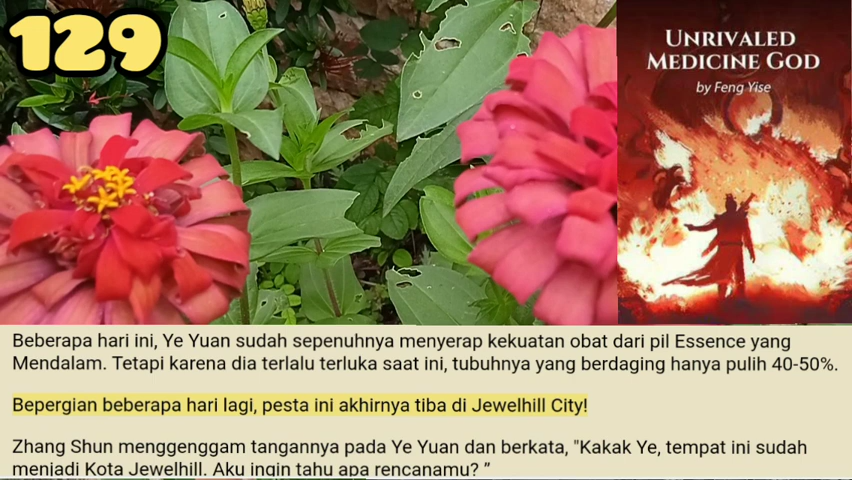 129
UNRIVALED
MEDICINE GOD
by Feng Yise
Beberapa hari ini, Ye Yuan sudah sepenuhnya menyerap kekuatan obat dari pil Essence yang
Mendalam. Tetapi karena dia terlalu terluka saat ini, tubuhnya yang berdaging hanya pulih 40-50%.
Bepergian beberapa hari lagi, pesta ini akhirnya tiba di Jewelhill City!
Zhang Shun menggenggam tangannya pada Ye Yuan dan berkata, "Kakak Ye, tempat ini sudah
menjadi Kota Jewelhill. Aku ingin tahu apa rencanamu? ”